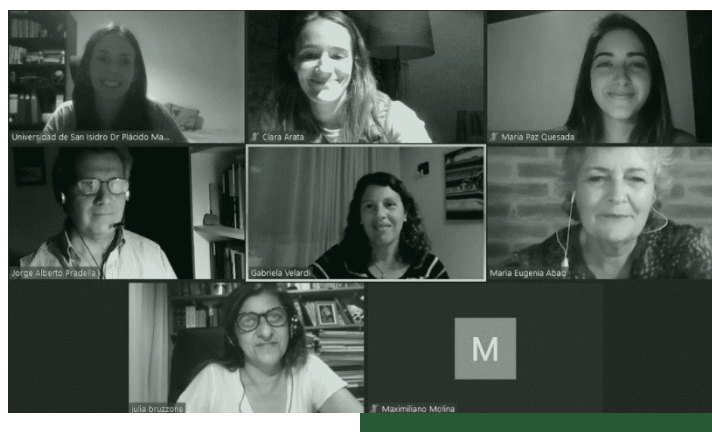 Universidad de San Isidro Dr Plácido Ma...
Clara Arata
Maria Paz Quesada
Jorge Alberto Pradella
Gabriela Velardi
Maria Eugenia Abad
julia bruzzone
M
Maximiliano Molina